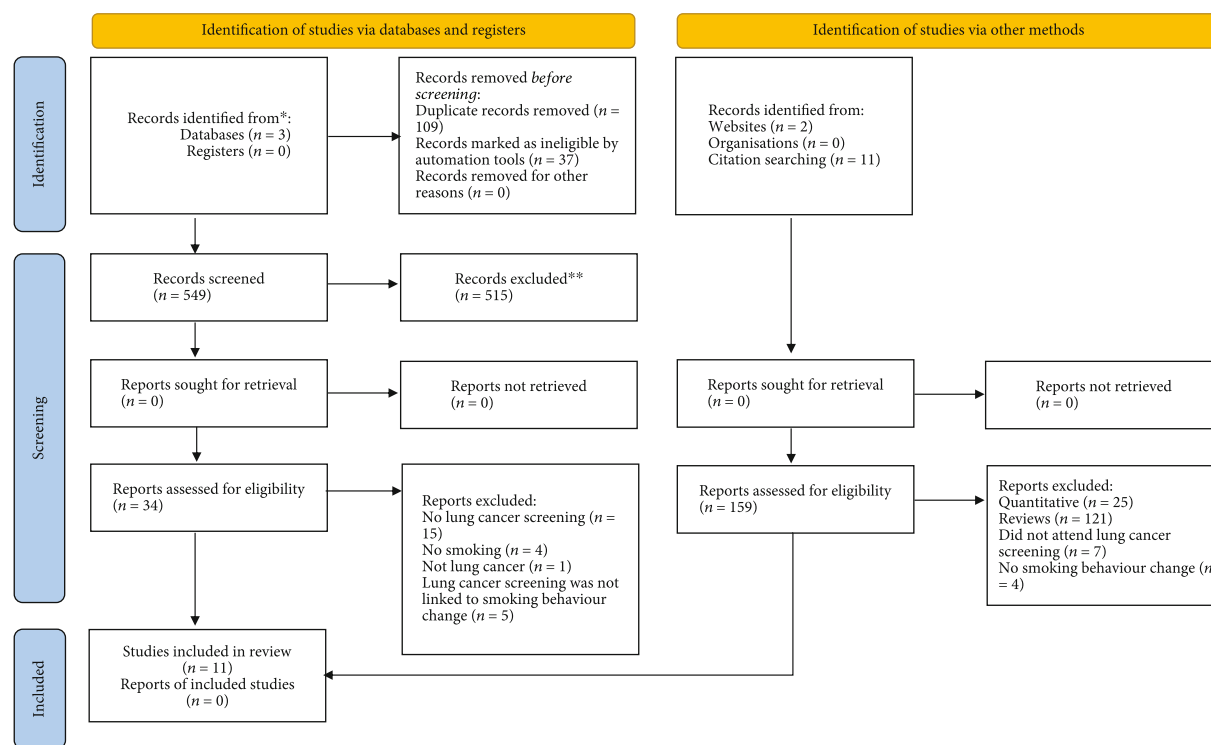 Identification of studies via databases and registers
Identification of studies via other methods
Identification
Records identified from*:
Databases (n = 3)
Registers (n = 0)
Records removed before
screening:
Duplicate records removed (n =
109)
Records marked as ineligible by
automation tools (n = 37)
Records removed for other
reasons (n = 0)
Records identified from:
Websites (n = 2)
Organisations (n = 0)
Citation searching (n = 11)
Screening
Records screened
(n = 549)
Records excluded**
(n = 515)
Reports sought for retrieval
(n = 0)
Reports not retrieved
(n = 0)
Reports sought for retrieval
(n = 0)
Reports not retrieved
(n = 0)
Reports assessed for eligibility
(n = 34)
Reports excluded:
No lung cancer screening (n =
15)
No smoking (n = 4)
Not lung cancer (n = 1)
Lung cancer screening was not
linked to smoking behaviour
change (n = 5)
Reports assessed for eligibility
(n = 159)
Reports excluded:
Quantitative (n = 25)
Reviews (n = 121)
Did not attend lung cancer
screening (n = 7)
No smoking behaviour change (n
= 4)
Included
Studies included in review
(n = 11)
Reports of included studies
(n = 0)